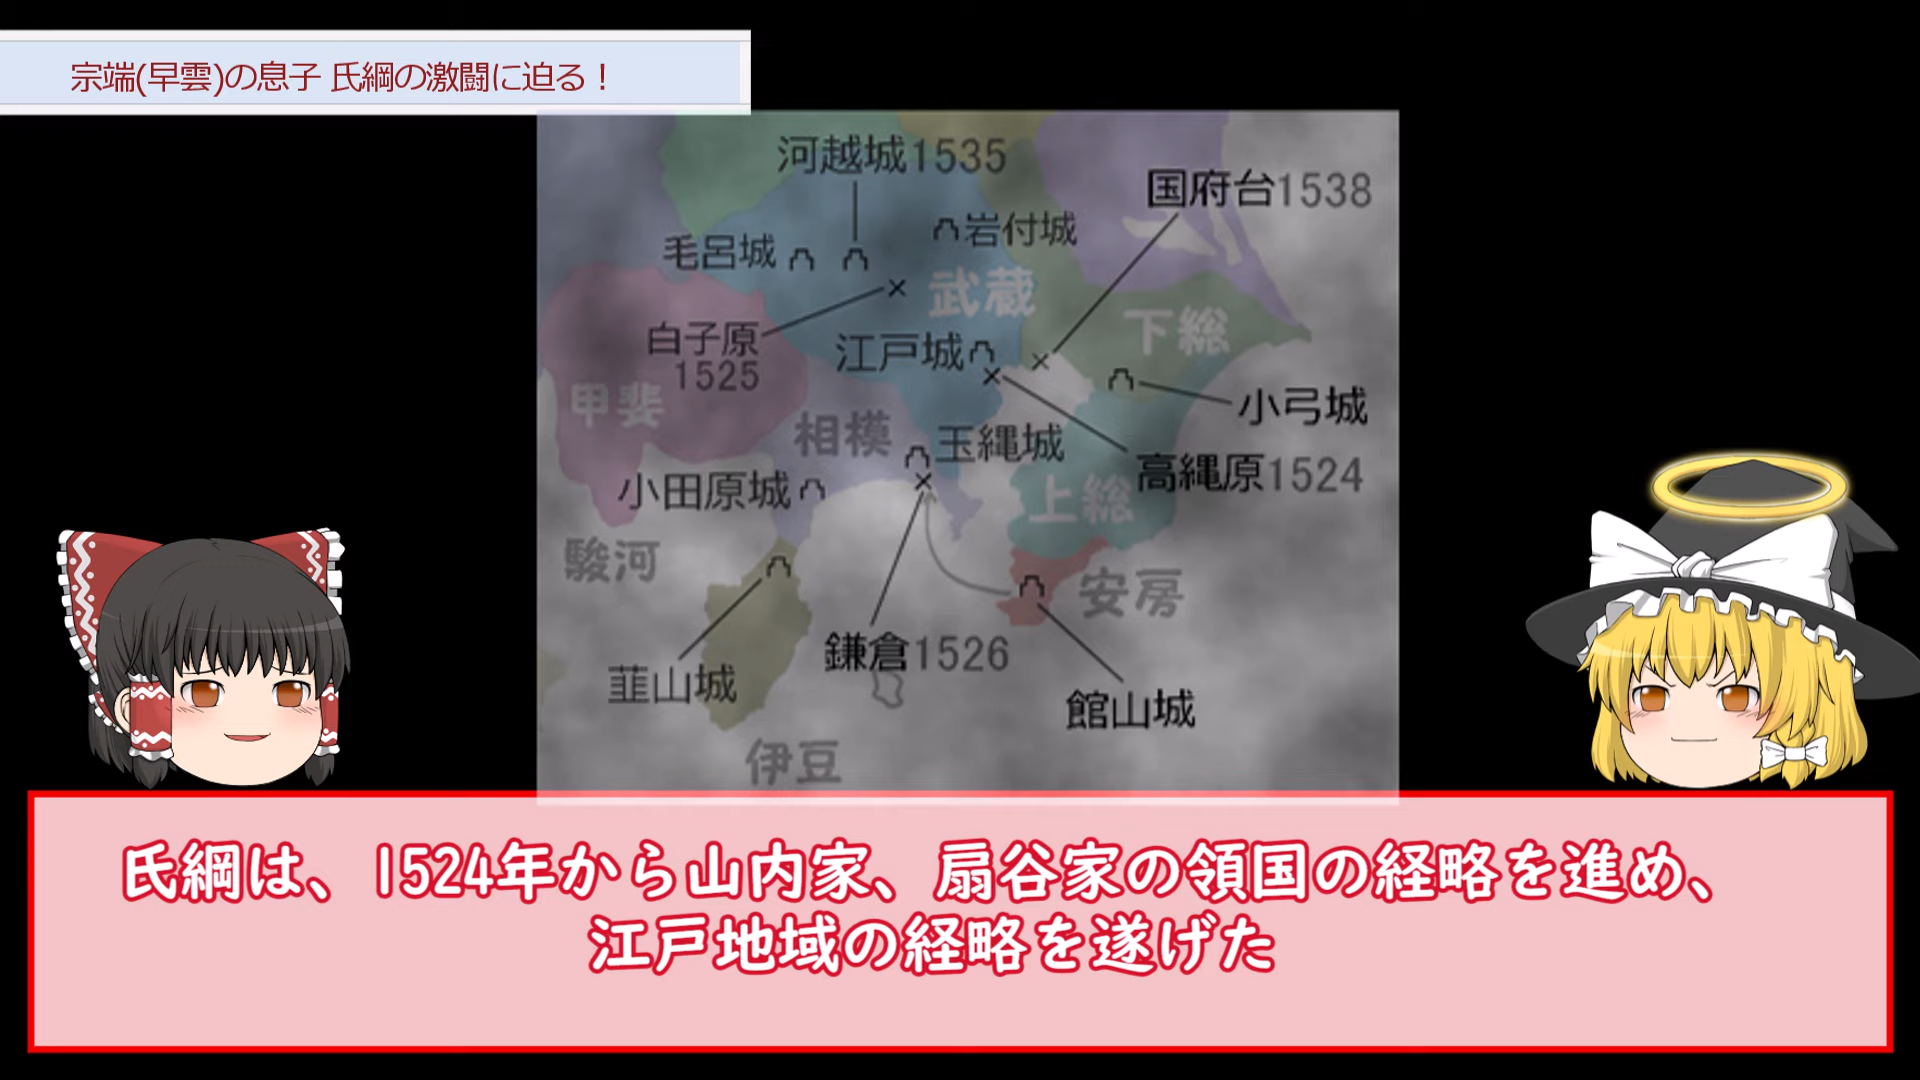 宗端(早雲)の息子 氏綱の激闘に迫る！
河越城1535
国府台1538
岩付城
毛呂城
武蔵
下総
白子原
1525
江戸城
甲斐
小弓城
相模
玉縄城
高縄原1524
小田原城
上総
駿河
安房
鎌倉1526
韮山城
館山城
伊豆
氏綱は、1524年から山内家、扇谷家の領国の経略を進め、
江戸地域の経略を遂げた